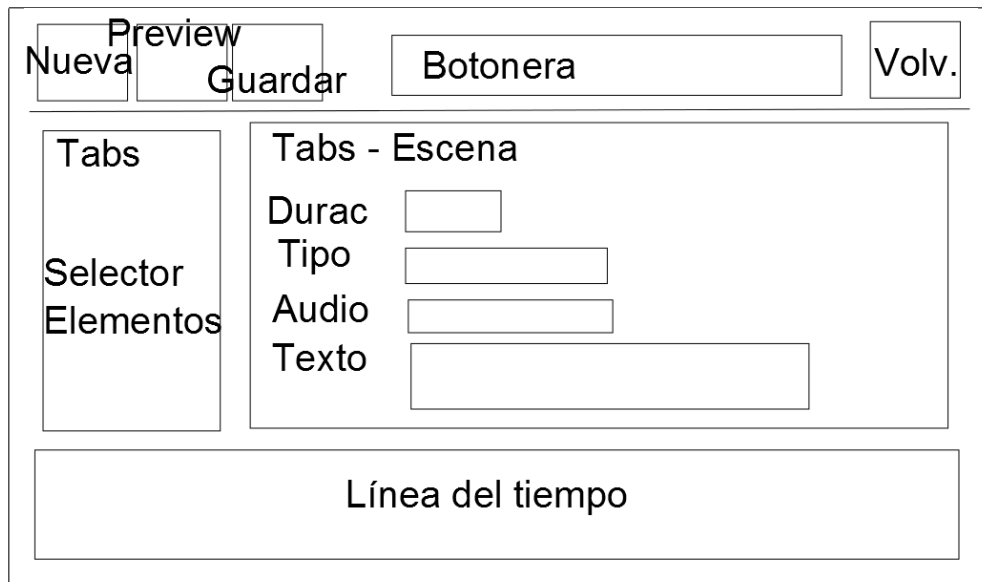 Nueva
Preview
Guardar
Botonera
Volv.
Tabs
Selector
Elementos
Tabs - Escena
Durac
Tipo
Audio
Texto
Línea del tiempo